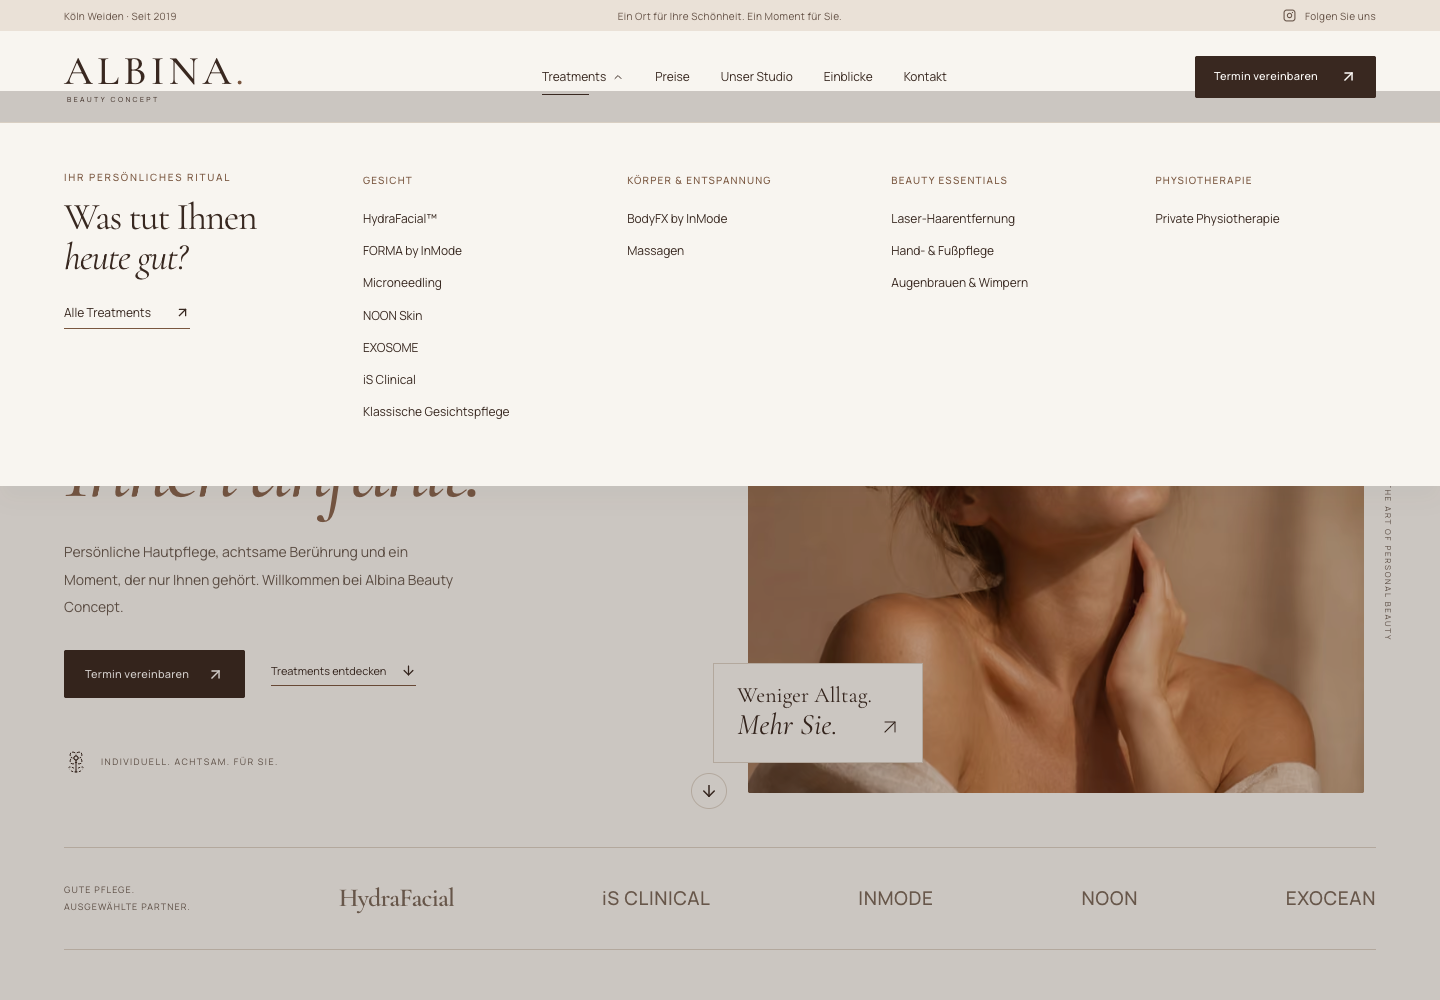 Köln Weiden · Seit 2019
Ein Ort für Ihre Schönheit. Ein Moment für Sie.
Folgen Sie uns
ALBINA.
BEAUTY CONCEPT
Treatments
Preise
Unser Studio
Einblicke
Kontakt
Termin vereinbaren
IHR PERSÖNLICHES RITUAL
Was tut Ihnen
heute gut?
Alle Treatments
GESICHT
HydraFacial™
FORMA by InMode
Microneedling
NOON Skin
EXOSOME
iS Clinical
Klassische Gesichtspflege
KÖRPER & ENTSPANNUNG
BodyFX by InMode
Massagen
BEAUTY ESSENTIALS
Laser-Haarentfernung
Hand- & Fußpflege
Augenbrauen & Wimpern
PHYSIOTHERAPIE
Private Physiotherapie
Persönliche Hautpflege, achtsame Berührung und ein
Moment, der nur Ihnen gehört. Willkommen bei Albina Beauty
Concept.
Termin vereinbaren
Treatments entdecken
INDIVIDUELL. ACHTSAM. FÜR SIE.
Weniger Alltag.
Mehr Sie.
THE ART OF PERSONAL BEAUTY
GUTE PFLEGE.
AUSGEWÄHLTE PARTNER.
HydraFacial
iS CLINICAL
INMODE
NOON
EXOCEAN